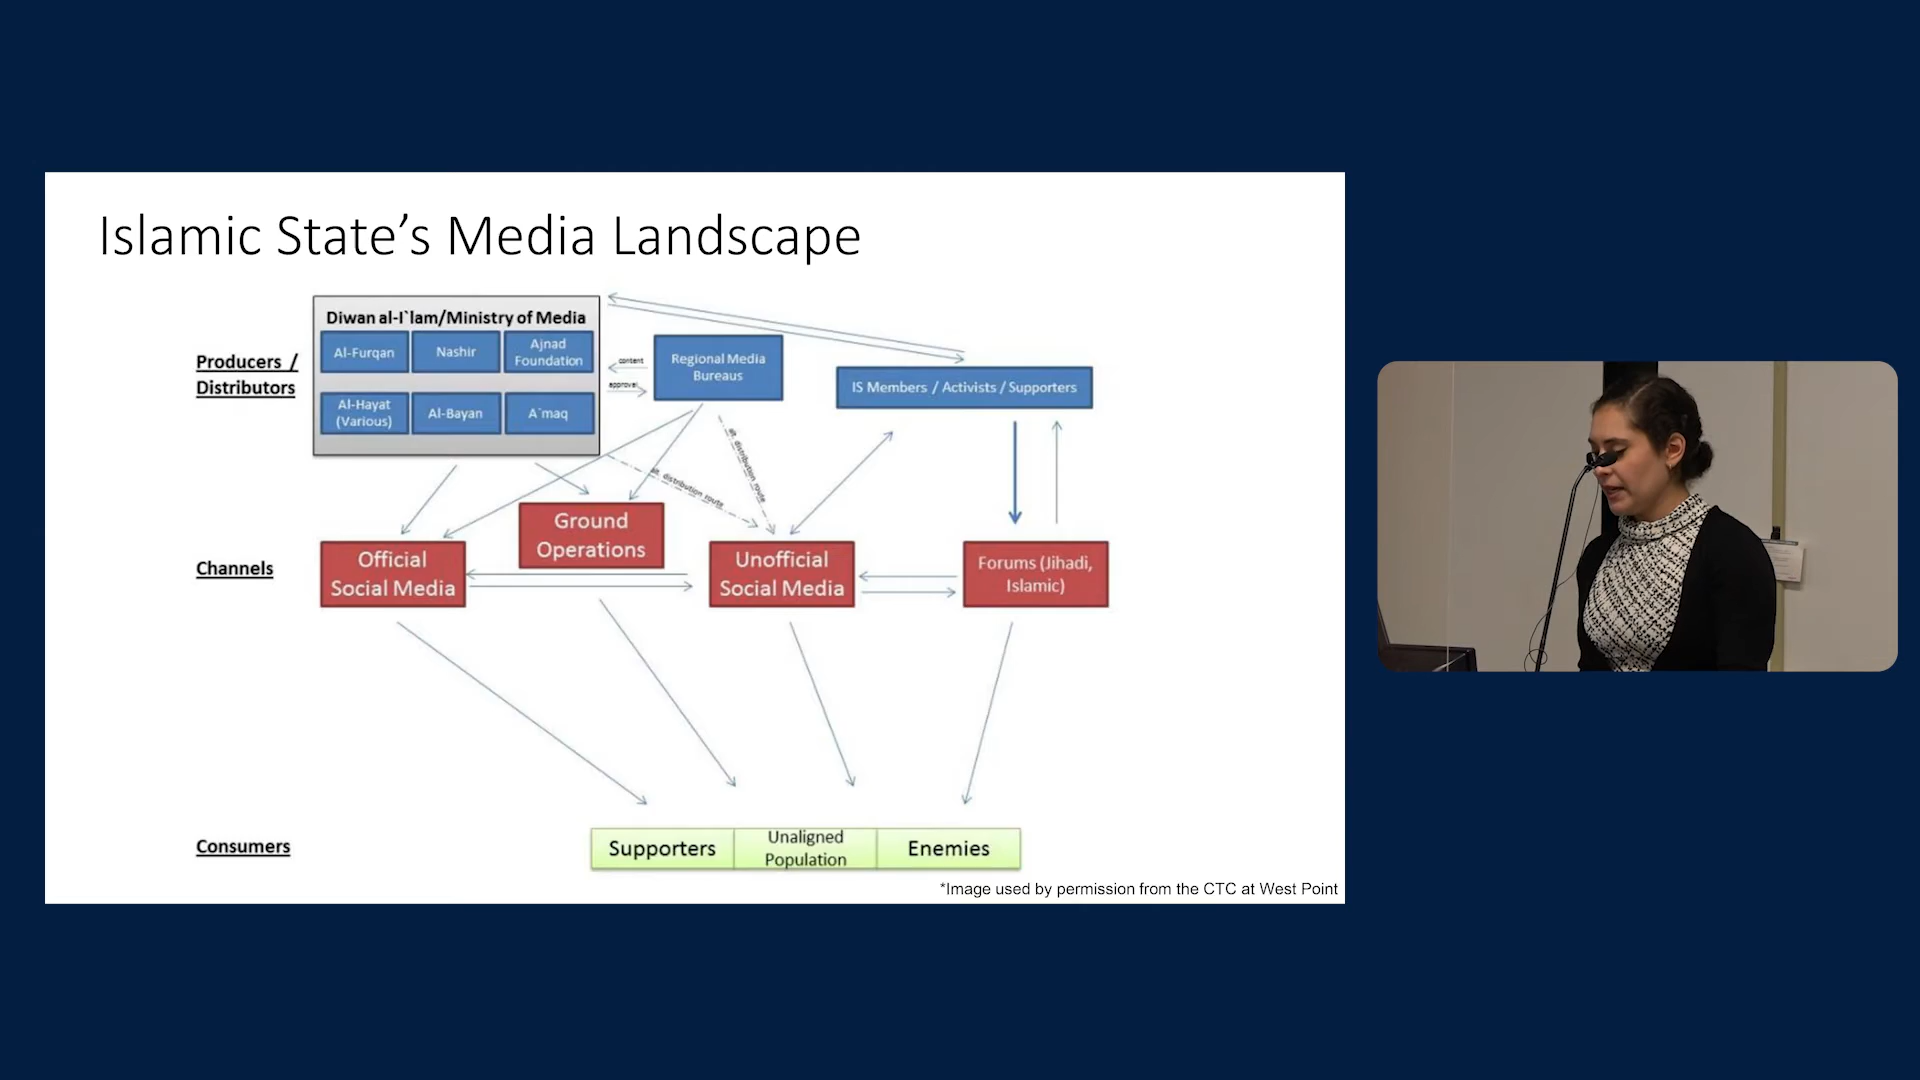 Islamic State’s Media Landscape
Producers /
Distributors
Diwan al-I`lam/Ministry of Media
Al-Furqan
Nashir
Ajnad
Foundation
Al-Hayat
(Various)
Al-Bayan
A`maq
content
approval
Regional Media
Bureaus
IS Members / Activists / Supporters
alt. distribution route
alt. distribution route
Channels
Official
Social Media
Ground
Operations
Unofficial
Social Media
Forums (Jihadi,
Islamic)
Consumers
Supporters
Unaligned
Population
Enemies
*Image used by permission from the CTC at West Point